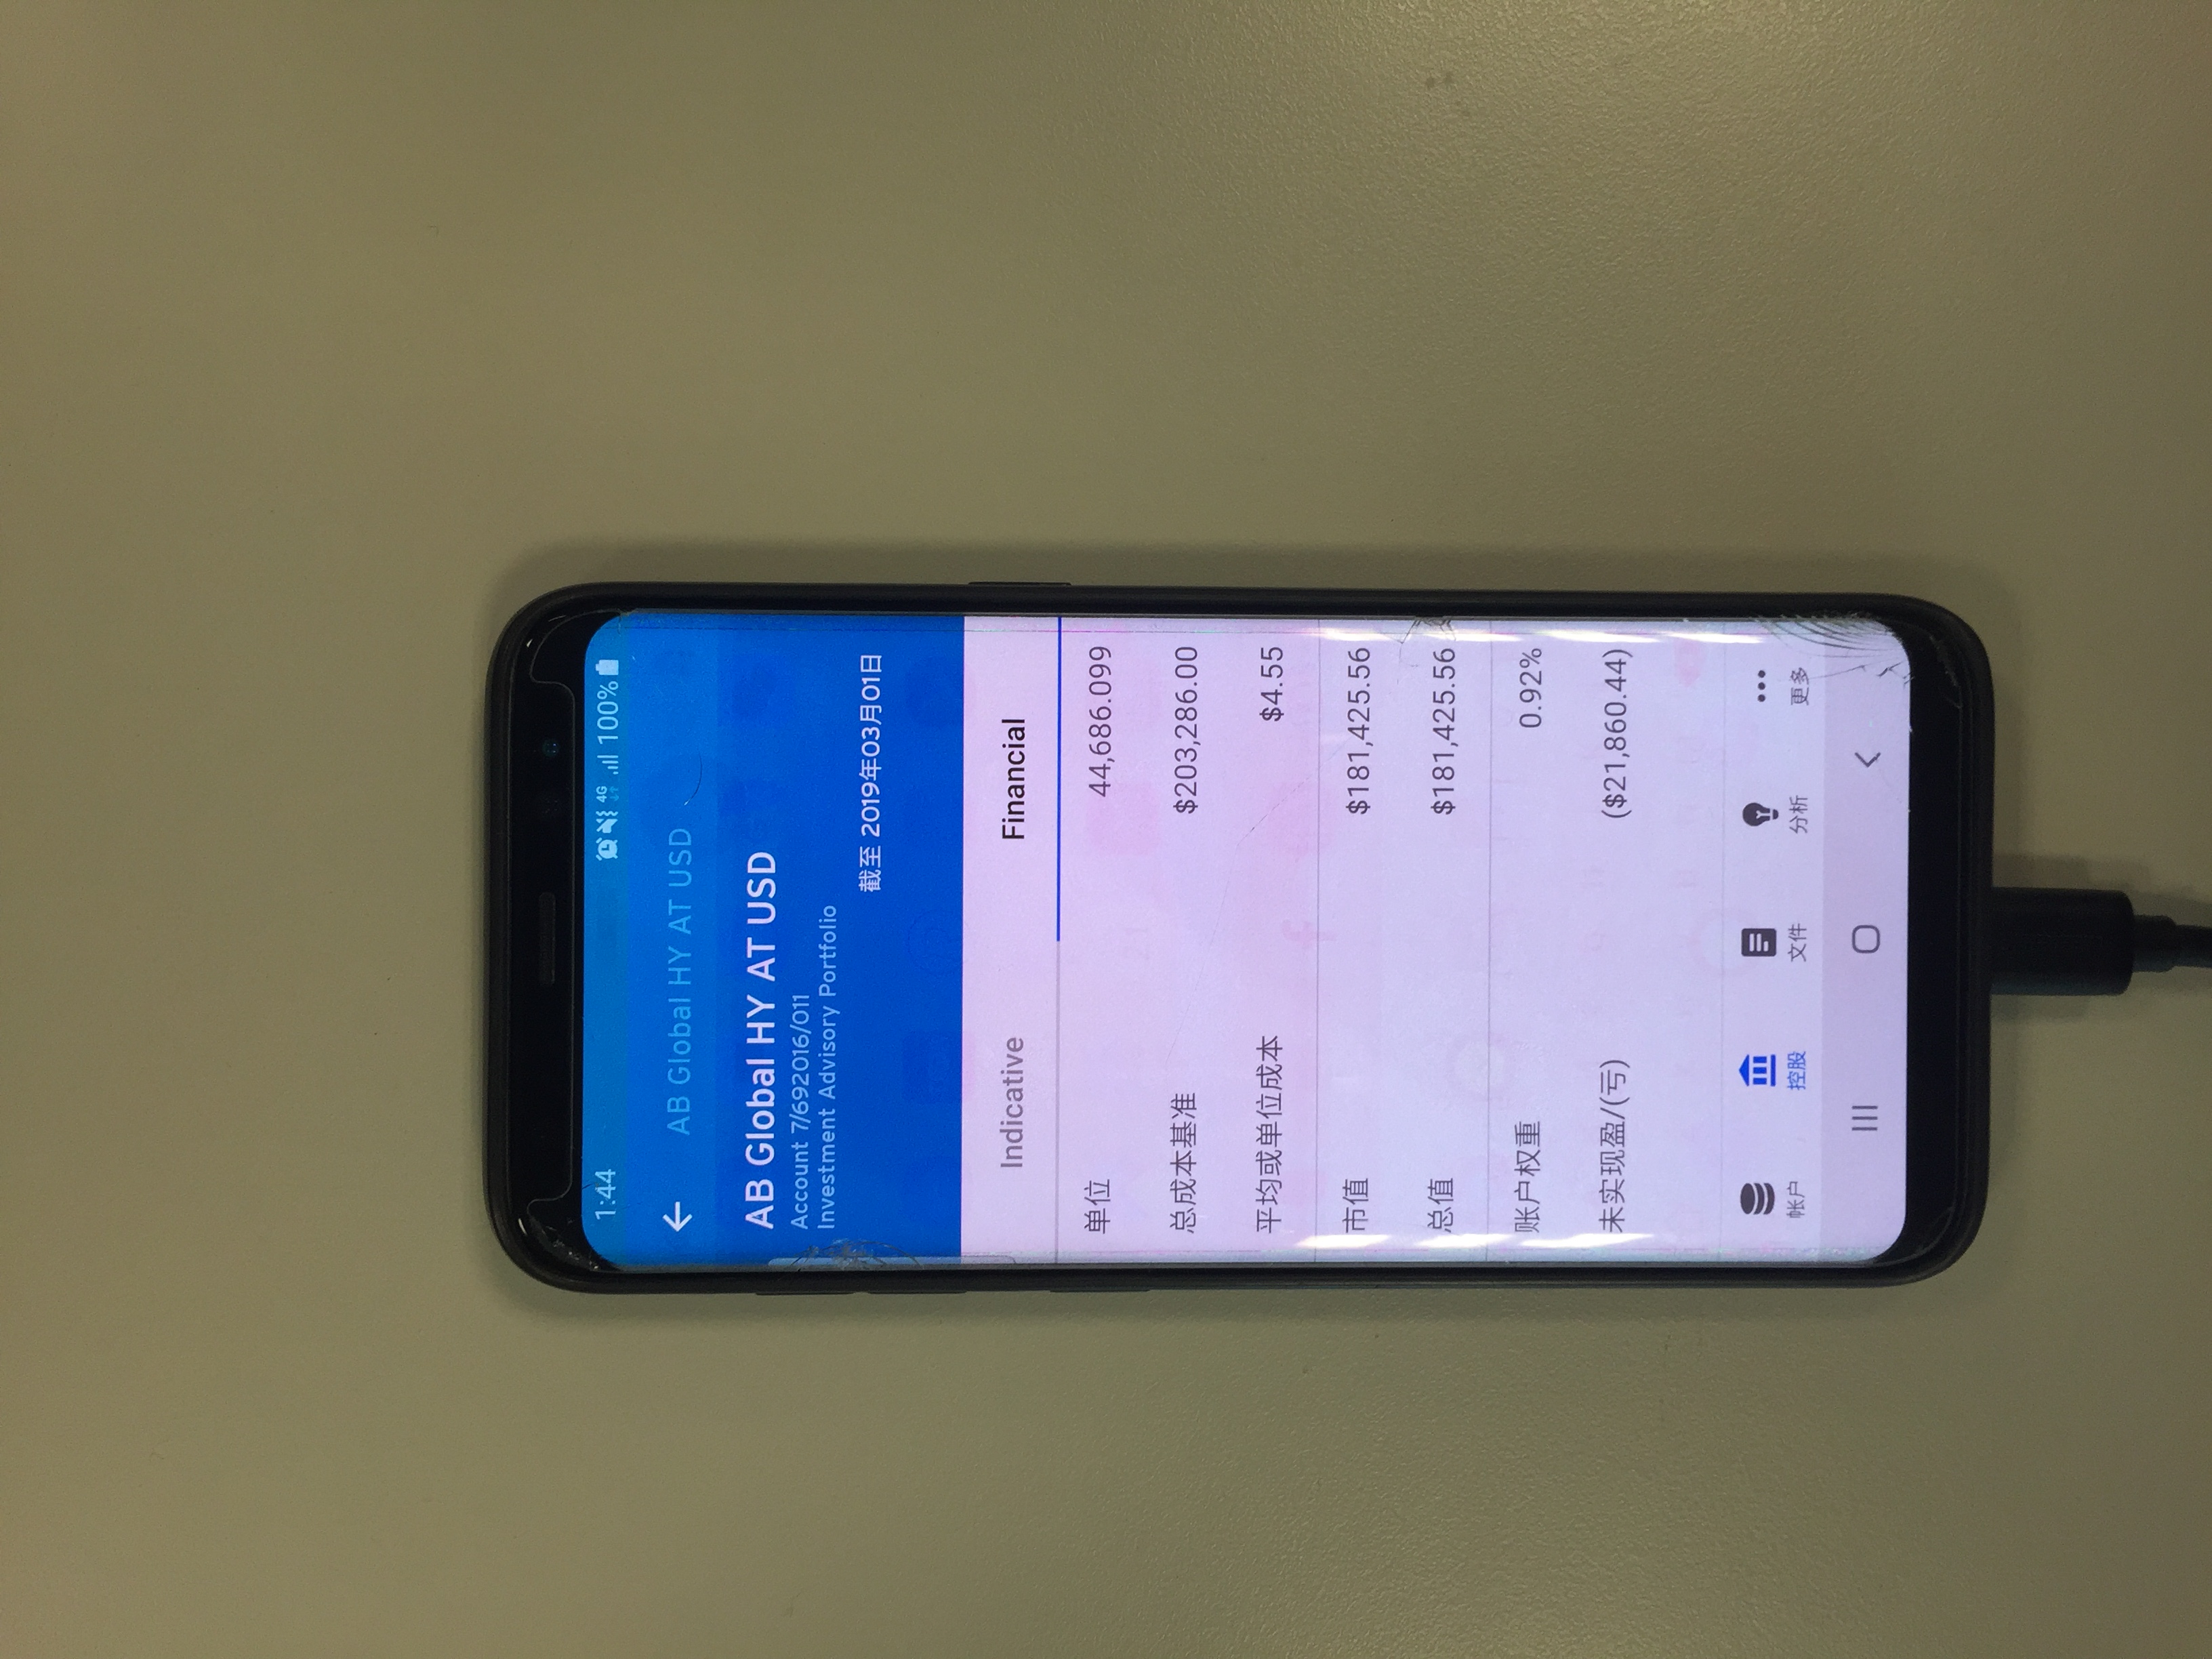 1:44
4G
100%
AB Global HY AT USD
AB Global HY AT USD
Account 7/692016/011
Investment Advisory Portfolio
截至 2019年03月01日
Indicative Financial
单位 44,686.099
总成本基准 $203,286.00
平均或单位成本 $4.55
市值 $181,425.56
总值 $181,425.56
账户权重 0.92%
未实现盈/(亏) ($21,860.44)
帐户 控股 文件 分析 更多